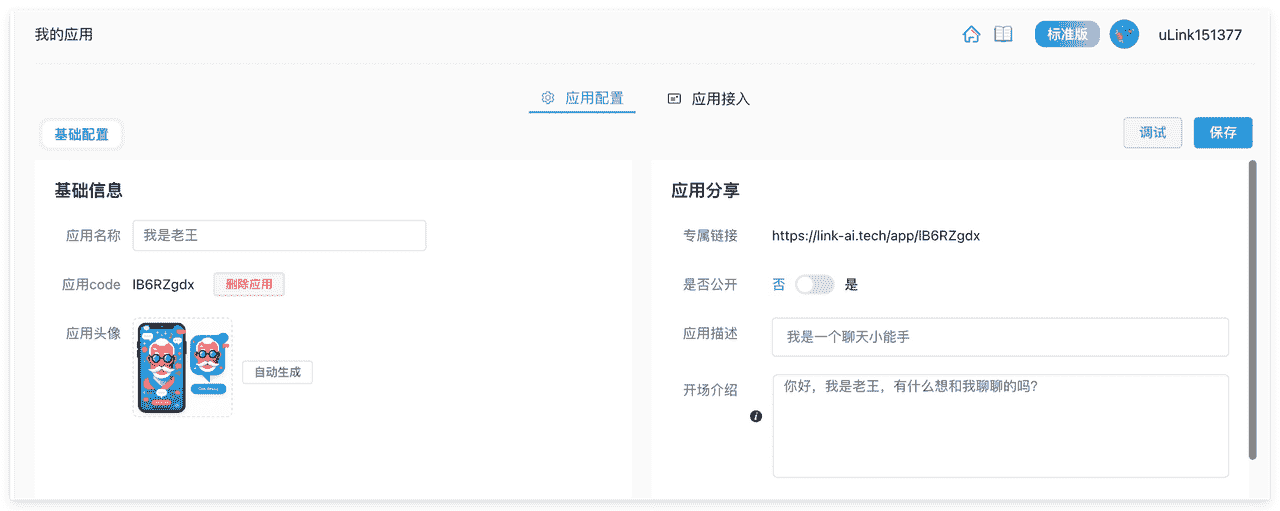 我的应用
标准版
uLink151377
应用配置
应用接入
基础配置
调试
保存
基础信息
应用名称
我是老王
应用code
IB6RZgdx
删除应用
应用头像
自动生成
应用分享
专属链接
https://link-ai.tech/app/IB6RZgdx
是否公开
否
是
应用描述
我是一个聊天小能手
开场介绍
你好，我是老王，有什么想和我聊聊的吗?